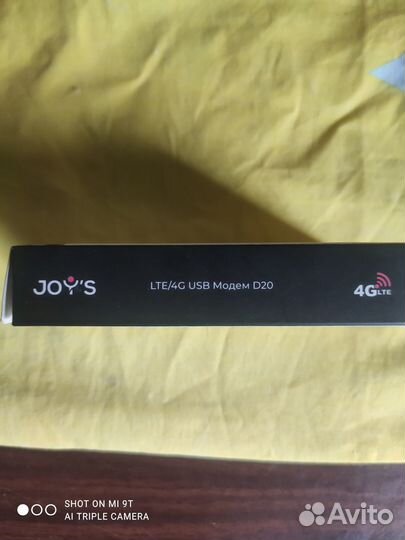 JOY'S
LTE/4G USB Модем D20
4G LTE
SHOT ON MI 9T
AI TRIPLE CAMERA
Avito